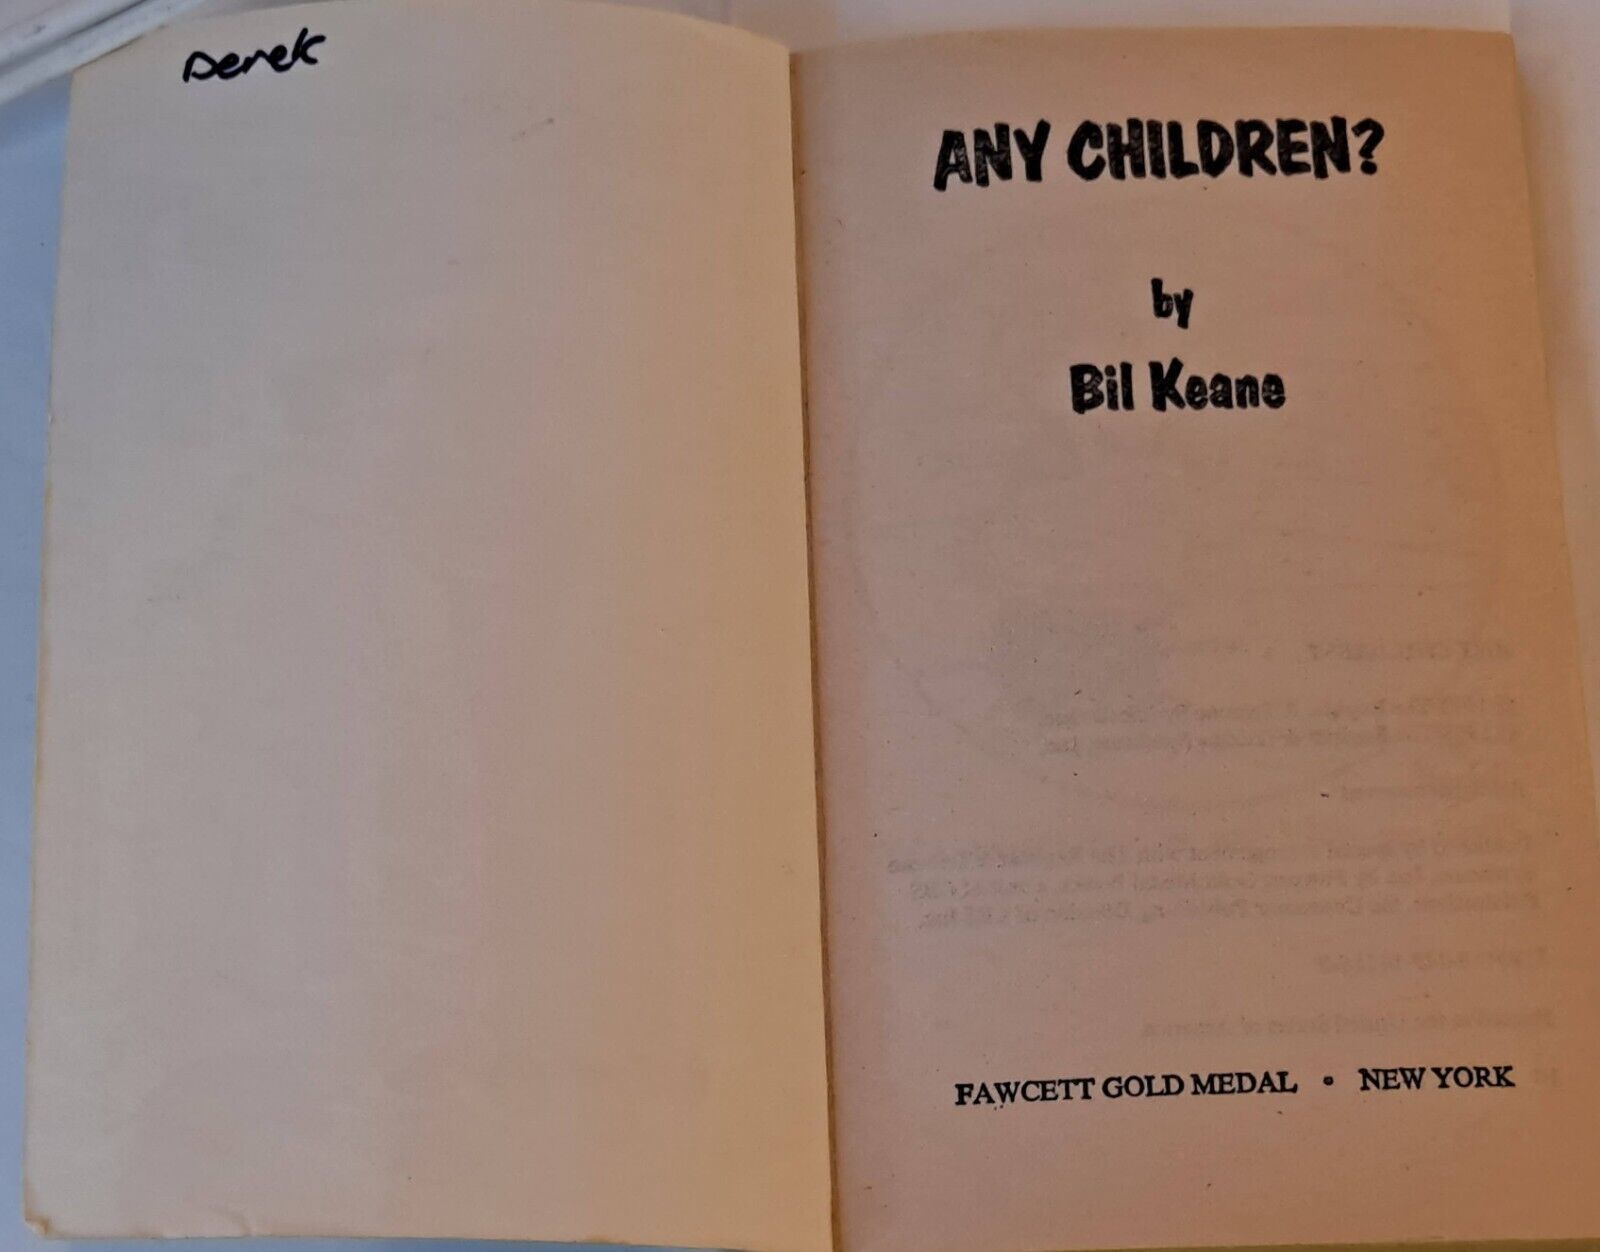 Derek
ANY CHILDREN?
by
Bil Keane
FAWCETT GOLD MEDAL • NEW YORK